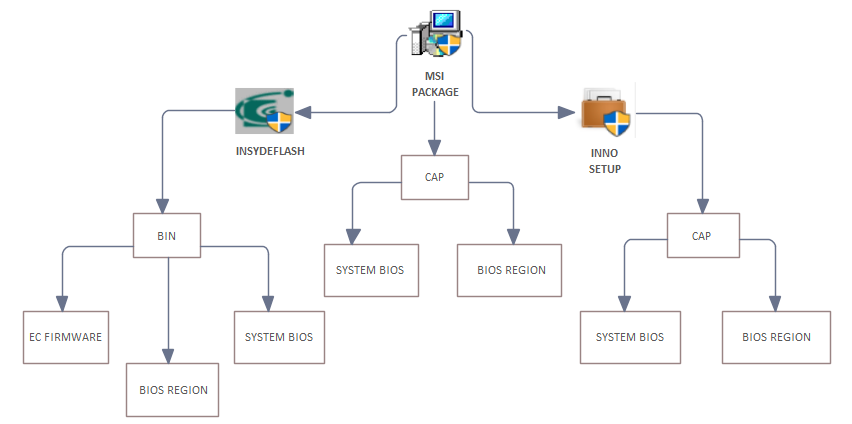 MSI
PACKAGE
INSYDEFLASH
INNO
SETUP
CAP
BIN
CAP
SYSTEM BIOS
BIOS REGION
EC FIRMWARE
SYSTEM BIOS
SYSTEM BIOS
BIOS REGION
BIOS REGION